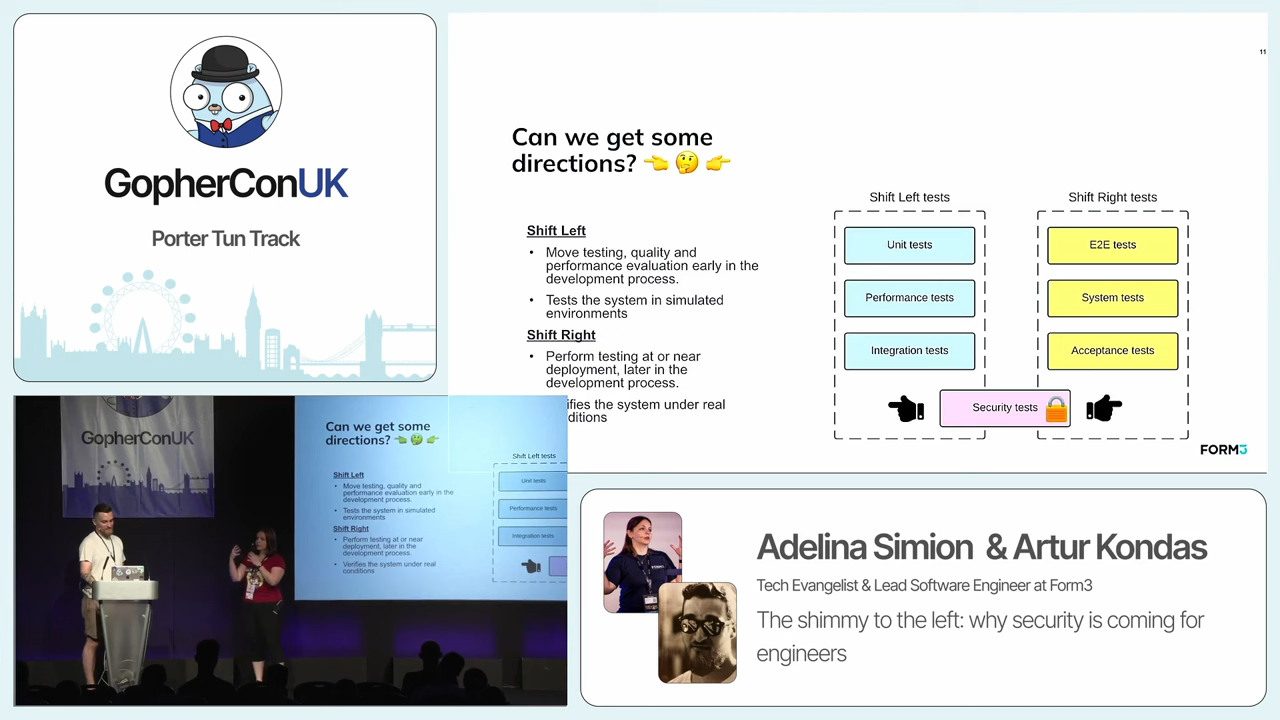 GopherConUK
Porter Tun Track
11
Can we get some
directions? 👈 🤔 👉
Shift Left
• Move testing, quality and
performance evaluation early in the
development process.
• Tests the system in simulated
environments
Shift Right
• Perform testing at or near
deployment, later in the
development process.
ifies the system under real
ditions
Shift Left tests
Unit tests
Performance tests
Integration tests
Shift Right tests
E2E tests
System tests
Acceptance tests
Security tests
FORM3
GopherConUK
Can we get some
directions? 👈 🤔 👉
Shift Left
• Move testing, quality and
performance evaluation early in the
development process.
• Tests the system in simulated
environments
Shift Right
• Perform testing at or near
deployment, later in the
development process.
• Verifies the system under real
conditions
Shift Left tests
Unit tests
Performance tests
Integration tests
Adelina Simion & Artur Kondas
Tech Evangelist & Lead Software Engineer at Form3
The shimmy to the left: why security is coming for
engineers